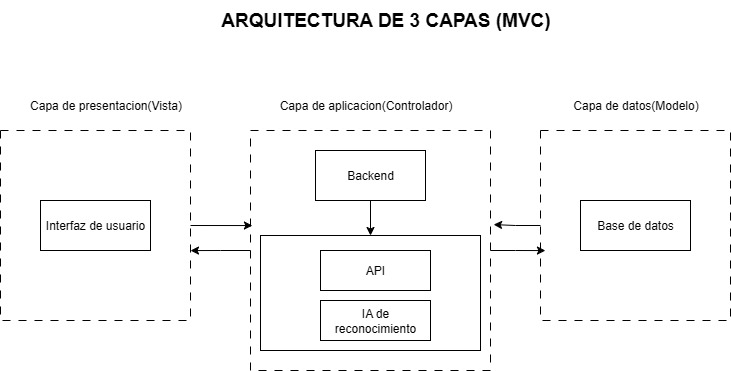 ARQUITECTURA DE 3 CAPAS (MVC)
Capa de presentacion(Vista)
Capa de aplicacion(Controlador)
Capa de datos(Modelo)
Backend
Interfaz de usuario
Base de datos
API
IA de
reconocimiento